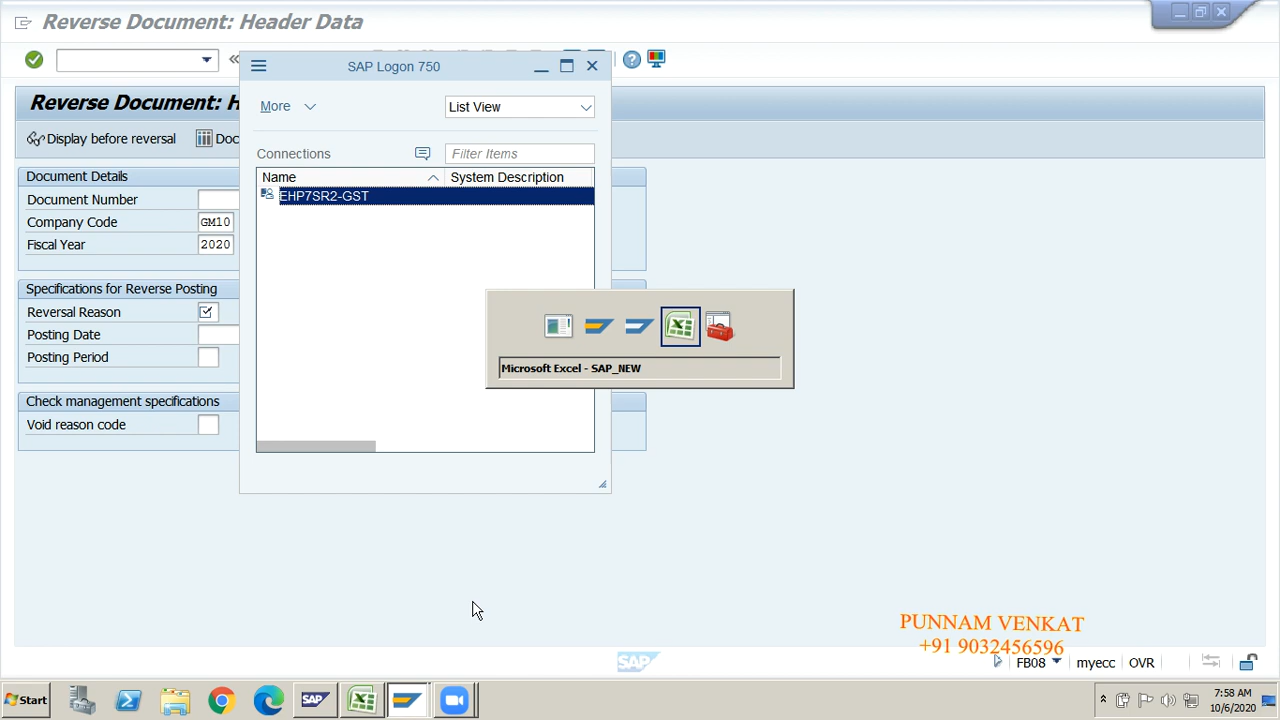 Reverse Document: Header Data
SAP Logon 750
Reverse Document: H
More
List View
Display before reversal
Doc
Connections
Filter Items
Document Details
Name
System Description
Document Number
EHP7SR2-GST
Company Code
GM10
Fiscal Year
2020
Specifications for Reverse Posting
Reversal Reason
Posting Date
Posting Period
Microsoft Excel - SAP_NEW
Check management specifications
Void reason code
PUNNAM VENKAT
+91 9032456596
SAP
FB08
myecc
OVR
Start
SAP
7:58 AM
10/6/2020